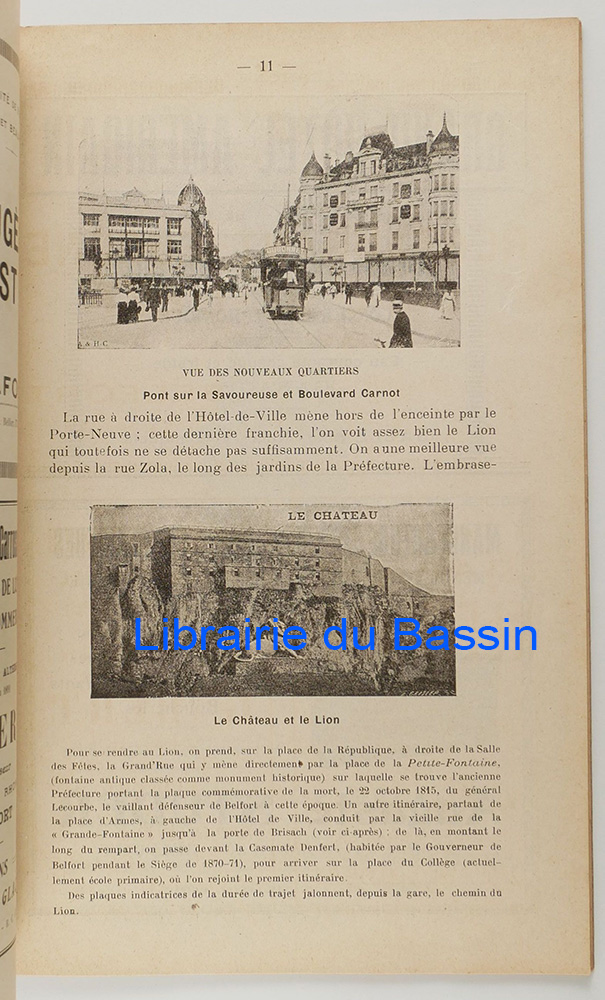 — 11 —
& H.C.
VUE DES NOUVEAUX QUARTIERS
Pont sur la Savoureuse et Boulevard Carnot
La rue à droite de l'Hôtel-de-Ville mène hors de l'enceinte par le
Porte-Neuve ; cette dernière franchie, l'on voit assez bien le Lion
qui toutefois ne se détache pas suffisamment. On aune meilleure vue
depuis la rue Zola, le long des jardins de la Préfecture. L'embrase-
LE CHATEAU
Librairie du Bassin
Le Château et le Lion
Pour se rendre au Lion, on prend, sur la place de la République, à droite de la Salle
des Fêtes, la Grand'Rue qui y mène directement par la place de la Petite-Fontaine,
(fontaine antique classée comme monument historique) sur laquelle se trouve l'ancienne
Préfecture portant la plaque commémorative de la mort, le 22 octobre 1815, du général
Lecourbe, le vaillant défenseur de Belfort à cette époque. Un autre itinéraire, partant de
la place d'Armes, à gauche de l'Hôtel de Ville, conduit par la vieille rue de la
« Grande-Fontaine » jusqu'à la porte de Brisach (voir ci-après) ; de là, en montant le
long du rempart, on passe devant la Casemate Denfert, (habitée par le Gouverneur de
Belfort pendant le Siège de 1870-71), pour arriver sur la place du Collège (actuel-
lement école primaire), où l'on rejoint le premier itinéraire.
Des plaques indicatrices de la durée de trajet jalonnent, depuis la gare, le chemin du
Lion.